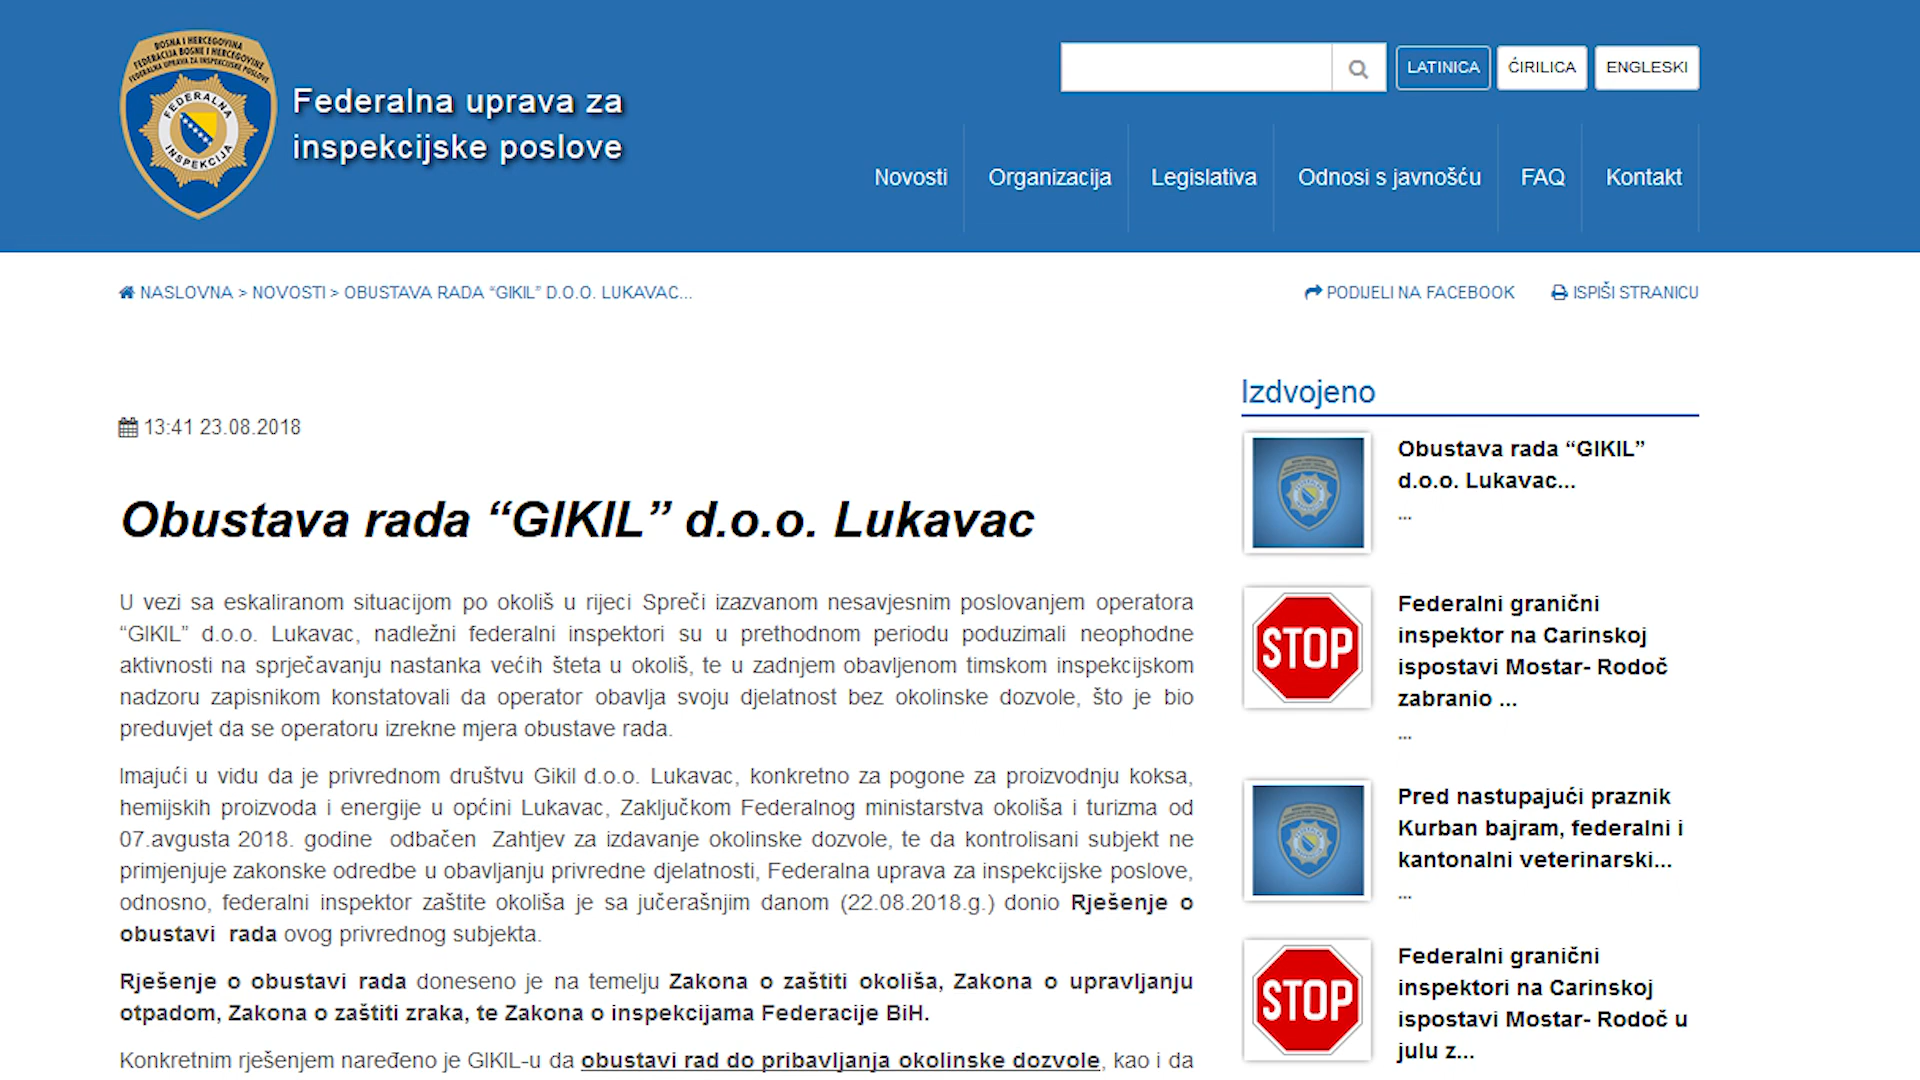 BOSNA I HERCEGOVINA
FEDERACIJA BOSNE I HERCEGOVINE
FEDERALNA UPRAVA ZA INSPEKCIJSKE POSLOVE
FEDERALNA
INSPEKCIJA
Federalna uprava za
inspekcijske poslove
LATINICA
ĆIRILICA
ENGLESKI
Novosti
Organizacija
Legislativa
Odnosi s javnošću
FAQ
Kontakt
NASLOVNA > NOVOSTI > OBUSTAVA RADA “GIKIL” D.O.O. LUKAVAC...
PODIJELI NA FACEBOOK
ISPIŠI STRANICU
13:41 23.08.2018
Obustava rada “GIKIL” d.o.o. Lukavac
U vezi sa eskaliranom situacijom po okoliš u rijeci Spreči izazvanom nesavjesnim poslovanjem operatora
“GIKIL” d.o.o. Lukavac, nadležni federalni inspektori su u prethodnom periodu poduzimali neophodne
aktivnosti na sprječavanju nastanka većih šteta u okoliš, te u zadnjem obavljenom timskom inspekcijskom
nadzoru zapisnikom konstatovali da operator obavlja svoju djelatnost bez okolinske dozvole, što je bio
preduvjet da se operatoru izrekne mjera obustave rada.
Imajući u vidu da je privrednom društvu Gikil d.o.o. Lukavac, konkretno za pogone za proizvodnju koksa,
hemijskih proizvoda i energije u općini Lukavac, Zaključkom Federalnog ministarstva okoliša i turizma od
07.avgusta 2018. godine odbačen Zahtjev za izdavanje okolinske dozvole, te da kontrolisani subjekt ne
primjenjuje zakonske odredbe u obavljanju privredne djelatnosti, Federalna uprava za inspekcijske poslove,
odnosno, federalni inspektor zaštite okoliša je sa jučerašnjim danom (22.08.2018.g.) donio Rješenje o
obustavi rada ovog privrednog subjekta.
Rješenje o obustavi rada doneseno je na temelju Zakona o zaštiti okoliša, Zakona o upravljanju
otpadom, Zakona o zaštiti zraka, te Zakona o inspekcijama Federacije BiH.
Konkretnim rješenjem naređeno je GIKIL-u da obustavi rad do pribavljanja okolinske dozvole, kao i da
Izdvojeno
Obustava rada “GIKIL”
d.o.o. Lukavac...
...
STOP
Federalni granični
inspektor na Carinskoj
ispostavi Mostar- Rodoč
zabranio ...
...
Pred nastupajući praznik
Kurban bajram, federalni i
kantonalni veterinarski...
...
STOP
Federalni granični
inspektori na Carinskoj
ispostavi Mostar- Rodoč u
julu z...